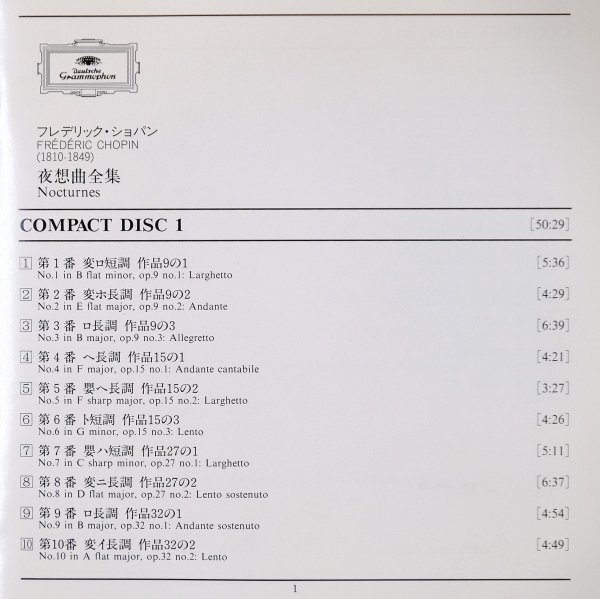 Deutsche
Grammophon
フレデリック・ショパン
FRÉDÉRIC CHOPIN
(1810-1849)
夜想曲全集
Nocturnes
COMPACT DISC 1 [50:29]
1 第1番 変ロ短調 作品9の1 [5:36]
No.1 in B flat minor, op.9 no.1: Larghetto
2 第2番 変ホ長調 作品9の2 [4:29]
No.2 in E flat major, op.9 no.2: Andante
3 第3番 ロ長調 作品9の3 [6:39]
No.3 in B major, op.9 no.3: Allegretto
4 第4番 ヘ長調 作品15の1 [4:21]
No.4 in F major, op.15 no.1: Andante cantabile
5 第5番 嬰ヘ長調 作品15の2 [3:27]
No.5 in F sharp major, op.15 no.2: Larghetto
6 第6番 ト短調 作品15の3 [4:26]
No.6 in G minor, op.15 no.3: Lento
7 第7番 嬰ハ短調 作品27の1 [5:11]
No.7 in C sharp minor, op.27 no.1: Larghetto
8 第8番 変ニ長調 作品27の2 [6:37]
No.8 in D flat major, op.27 no.2: Lento sostenuto
9 第9番 ロ長調 作品32の1 [4:54]
No.9 in B major, op.32 no.1: Andante sostenuto
10 第10番 変イ長調 作品32の2 [4:49]
No.10 in A flat major, op.32 no.2: Lento
1